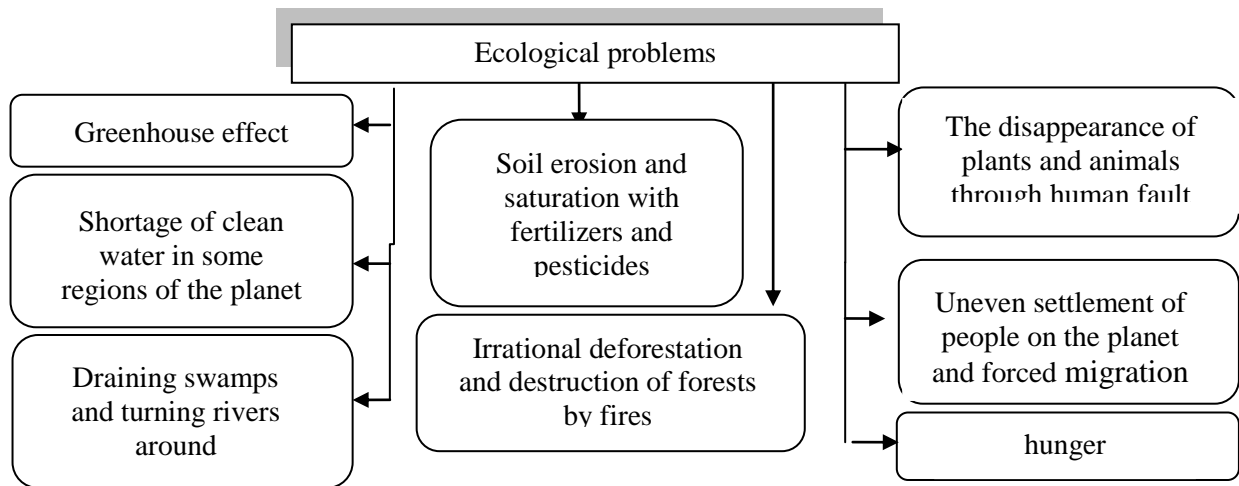 Ecological problems
Greenhouse effect
Shortage of clean
water in some
regions of the planet
Draining swamps
and turning rivers
around
Soil erosion and
saturation with
fertilizers and
pesticides
Irrational deforestation
and destruction of forests
by fires
The disappearance of
plants and animals
through human fault
Uneven settlement of
people on the planet
and forced migration
hunger